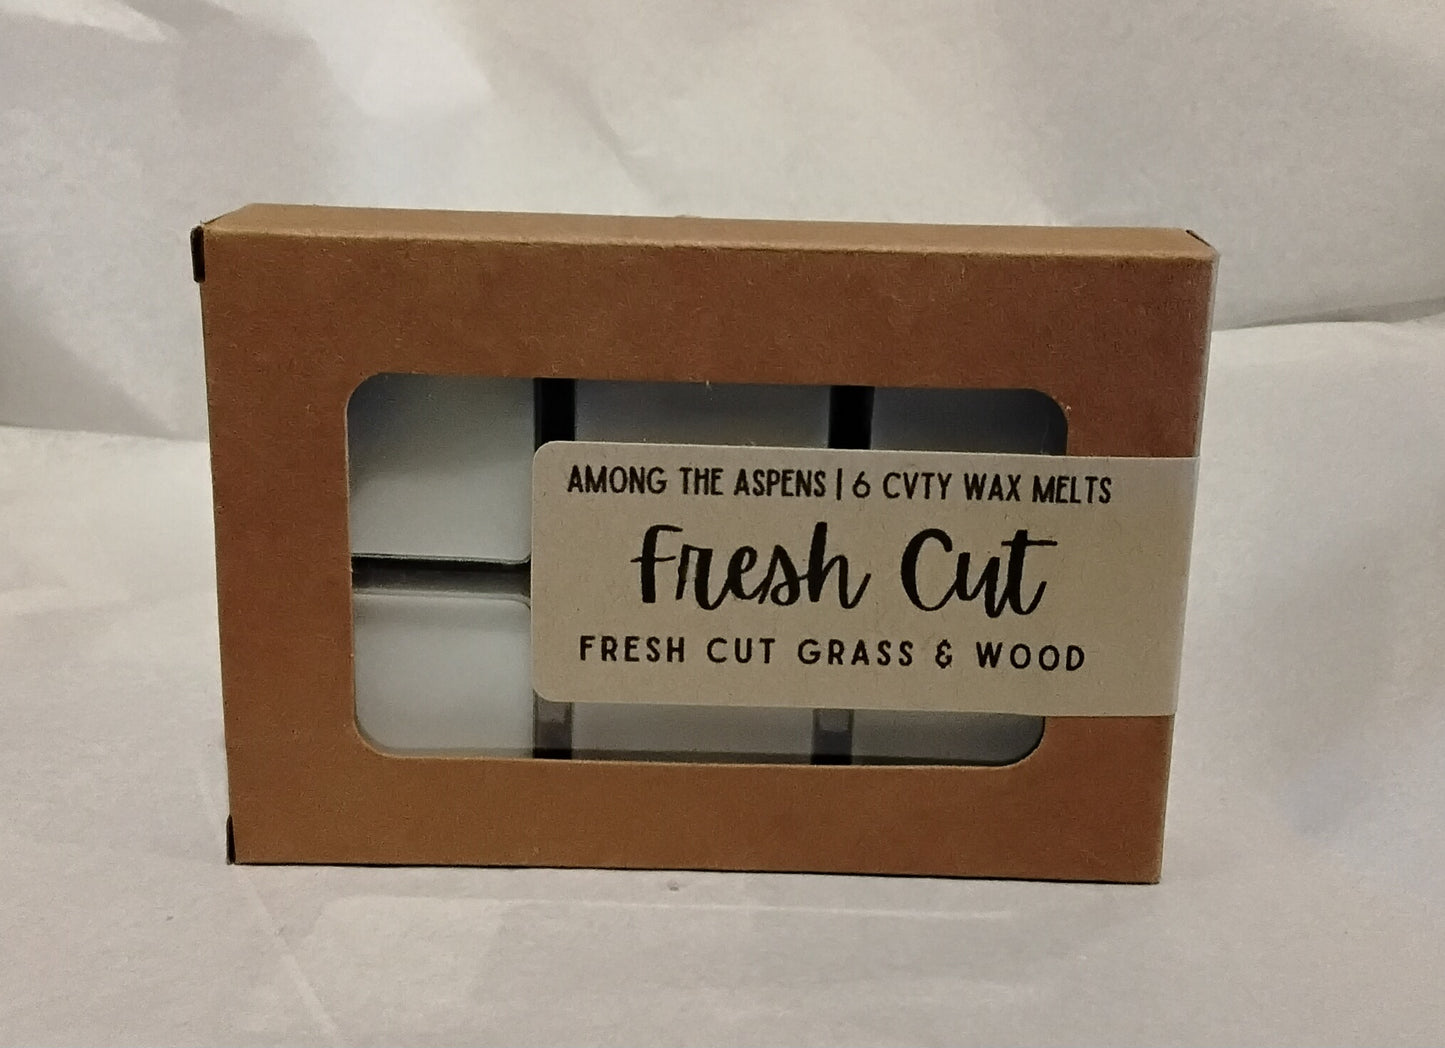 AMONG THE ASPENS | 6 CVTY WAX MELTS
Fresh Cut
FRESH CUT GRASS & WOOD